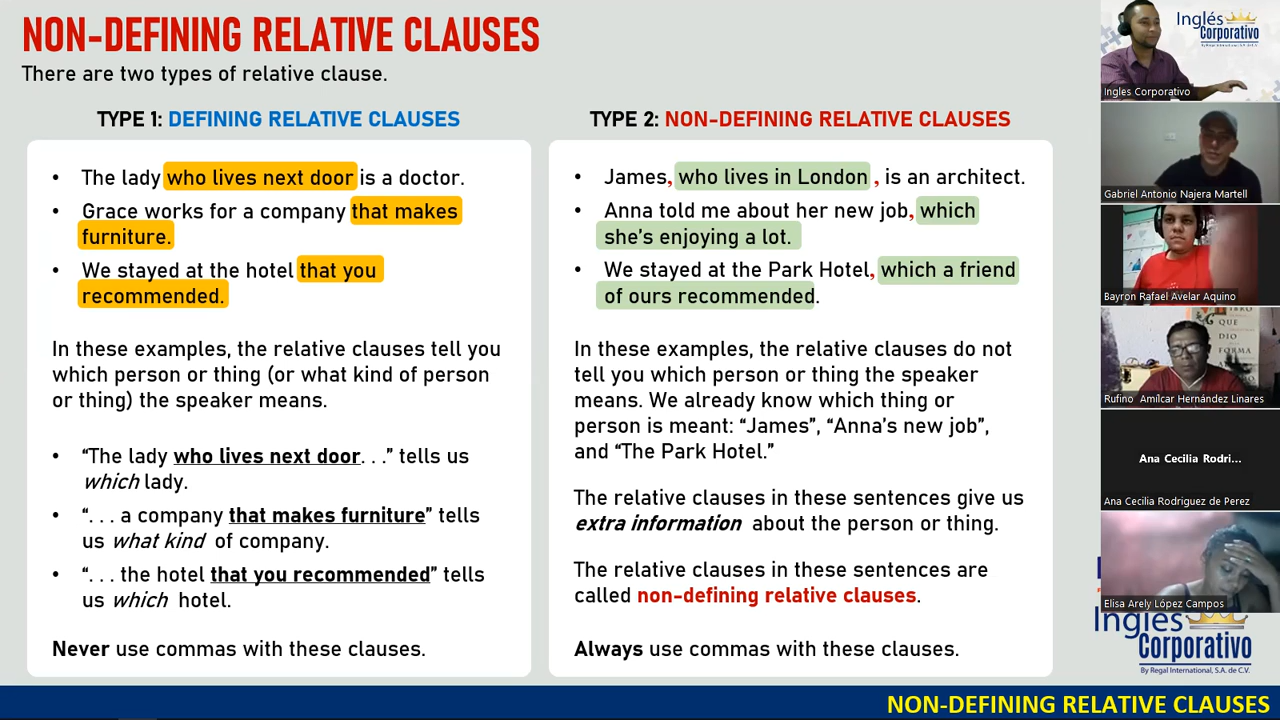 NON-DEFINING RELATIVE CLAUSES
There are two types of relative clause.
TYPE 1: DEFINING RELATIVE CLAUSES
• The lady who lives next door is a doctor.
• Grace works for a company that makes
furniture.
• We stayed at the hotel that you
recommended.
In these examples, the relative clauses tell you
which person or thing (or what kind of person
or thing) the speaker means.
• “The lady who lives next door. . .” tells us
which lady.
• “. . . a company that makes furniture” tells
us what kind of company.
• “. . . the hotel that you recommended” tells
us which hotel.
Never use commas with these clauses.
TYPE 2: NON-DEFINING RELATIVE CLAUSES
• James, who lives in London , is an architect.
• Anna told me about her new job, which
she’s enjoying a lot.
• We stayed at the Park Hotel, which a friend
of ours recommended.
In these examples, the relative clauses do not
tell you which person or thing the speaker
means. We already know which thing or
person is meant: “James”, “Anna’s new job”,
and “The Park Hotel.”
The relative clauses in these sentences give us
extra information about the person or thing.
The relative clauses in these sentences are
called non-defining relative clauses.
Always use commas with these clauses.
Inglés
Corporativo
By Regal International, S.A. de C.V.
Ingles Corporativo
Gabriel Antonio Najera Martell
Bayron Rafael Avelar Aquino
LIBRO
QUE
DIO
FORMA
Rufino Amílcar Hernández Linares
Ana Cecilia Rodri...
Ana Cecilia Rodriguez de Perez
Elisa Arely López Campos
Inglés
Corporativo
By Regal International, S.A. de C.V.
NON-DEFINING RELATIVE CLAUSES